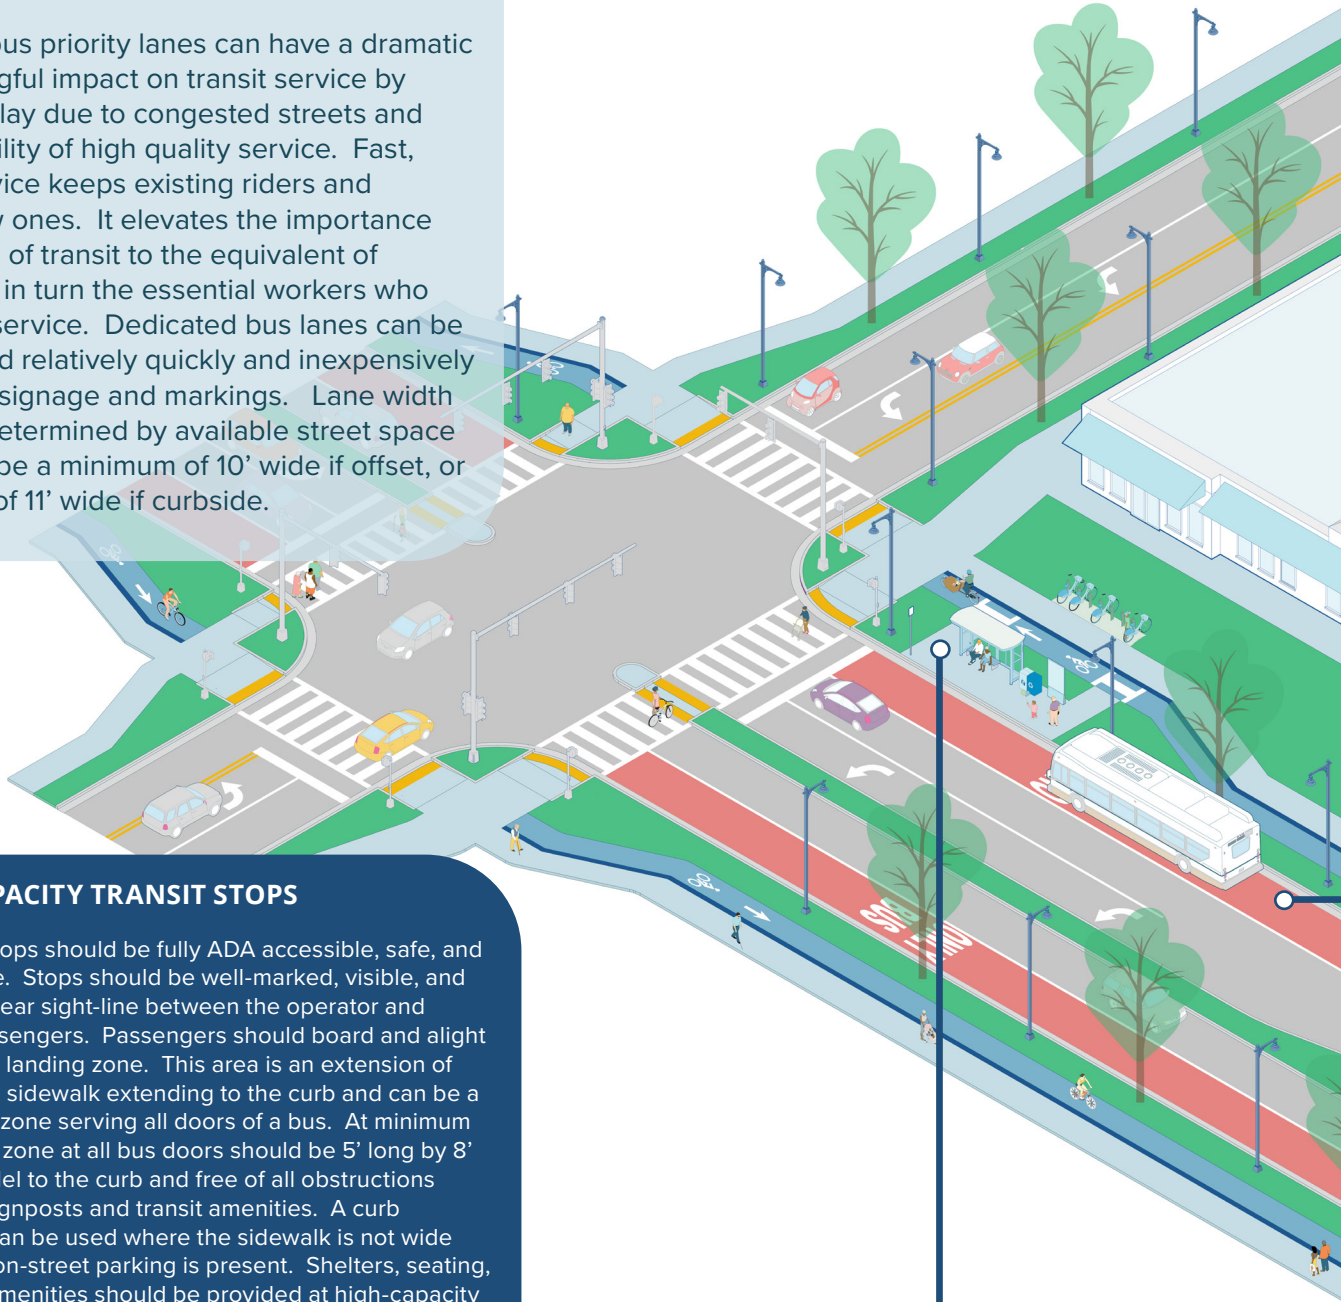 bus priority lanes can have a dramatic
gful impact on transit service by
lay due to congested streets and
ility of high quality service.  Fast,
vice keeps existing riders and
w ones.  It elevates the importance
of transit to the equivalent of
in turn the essential workers who
service.  Dedicated bus lanes can be
d relatively quickly and inexpensively
signage and markings.   Lane width
etermined by available street space
be a minimum of 10’ wide if offset, or
of 11’ wide if curbside.
PACITY TRANSIT STOPS
tops should be fully ADA accessible, safe, and
e.  Stops should be well-marked, visible, and
ear sight-line between the operator and
ssengers.  Passengers should board and alight
landing zone.  This area is an extension of
sidewalk extending to the curb and can be a
zone serving all doors of a bus.  At minimum
zone at all bus doors should be 5’ long by 8’
lel to the curb and free of all obstructions
gnposts and transit amenities.  A curb
an be used where the sidewalk is not wide
on-street parking is present.  Shelters, seating,
menities should be provided at high-capacity
BUS
ONLY